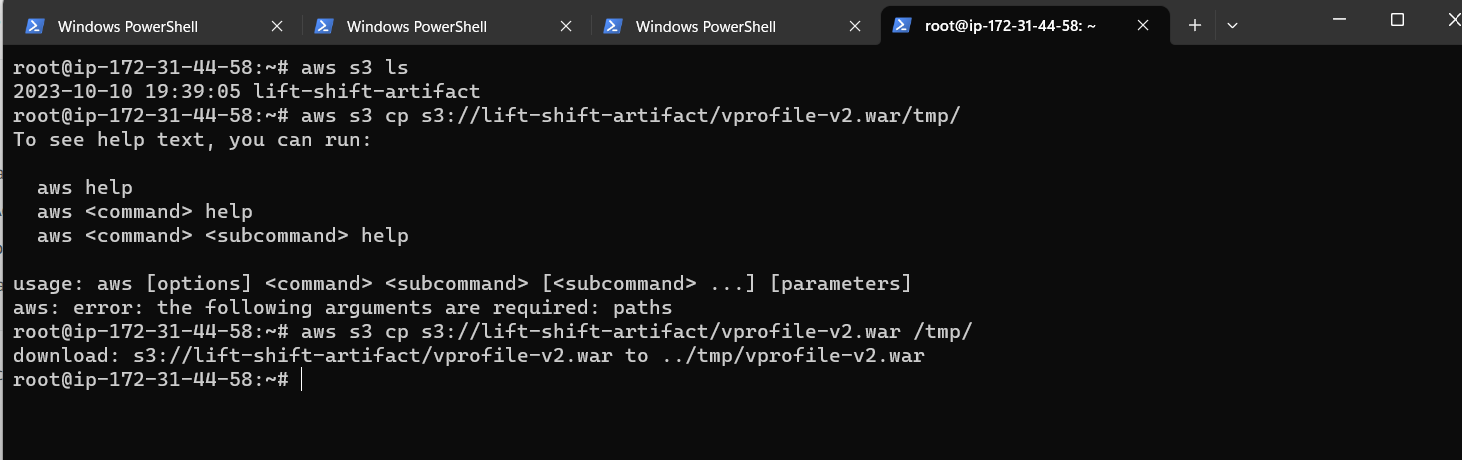 Windows PowerShell
Windows PowerShell
Windows PowerShell
root@ip-172-31-44-58: ~
root@ip-172-31-44-58:~# aws s3 ls
2023-10-10 19:39:05 lift-shift-artifact
root@ip-172-31-44-58:~# aws s3 cp s3://lift-shift-artifact/vprofile-v2.war/tmp/
To see help text, you can run:
aws help
aws <command> help
aws <command> <subcommand> help
usage: aws [options] <command> <subcommand> [<subcommand> ...] [parameters]
aws: error: the following arguments are required: paths
root@ip-172-31-44-58:~# aws s3 cp s3://lift-shift-artifact/vprofile-v2.war /tmp/
download: s3://lift-shift-artifact/vprofile-v2.war to ../tmp/vprofile-v2.war
root@ip-172-31-44-58:~#